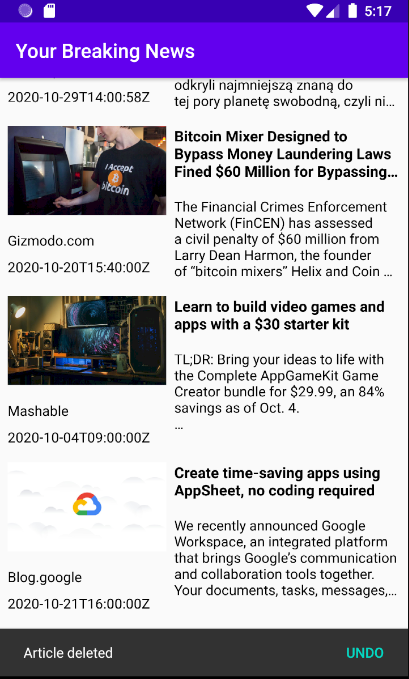 5:17
Your Breaking News
odkryli najmniejszą znaną do
tej pory planetę swobodną, czyli ni…
2020-10-29T14:00:58Z
I Accept
bitcoin
Bitcoin Mixer Designed to
Bypass Money Laundering Laws
Fined $60 Million for Bypassing…
The Financial Crimes Enforcement
Network (FinCEN) has assessed
a civil penalty of $60 million from
Larry Dean Harmon, the founder
of “bitcoin mixers” Helix and Coin …
Gizmodo.com
2020-10-20T15:40:00Z
Learn to build video games and
apps with a $30 starter kit
TL;DR: Bring your ideas to life with
the Complete AppGameKit Game
Creator bundle for $29.99, an 84%
savings as of Oct. 4.
…
Mashable
2020-10-04T09:00:00Z
Create time-saving apps using
AppSheet, no coding required
We recently announced Google
Workspace, an integrated platform
that brings Google’s communication
and collaboration tools together.
Your documents, tasks, messages,…
Blog.google
2020-10-21T16:00:00Z
Article deleted
UNDO